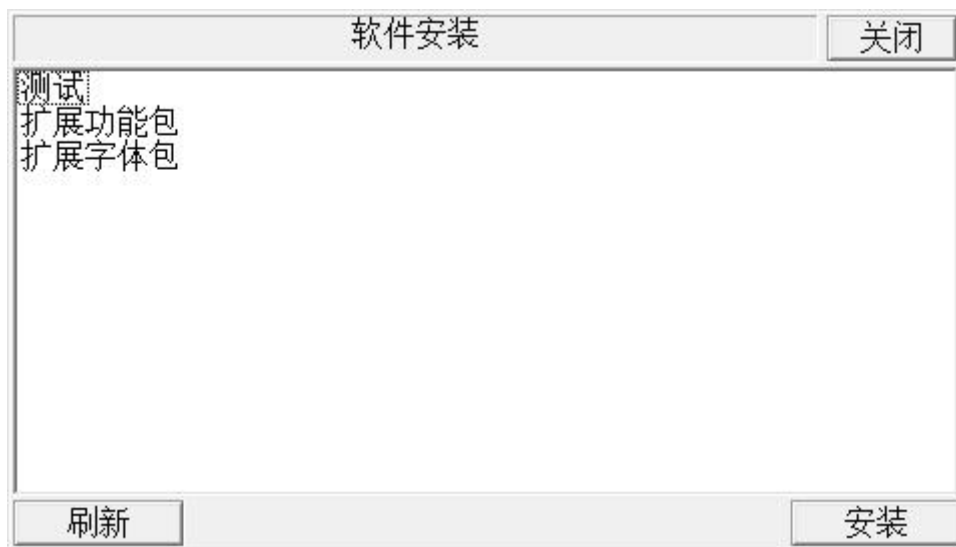 软件安装
关闭
测试
扩展功能包
扩展字体包
刷新
安装